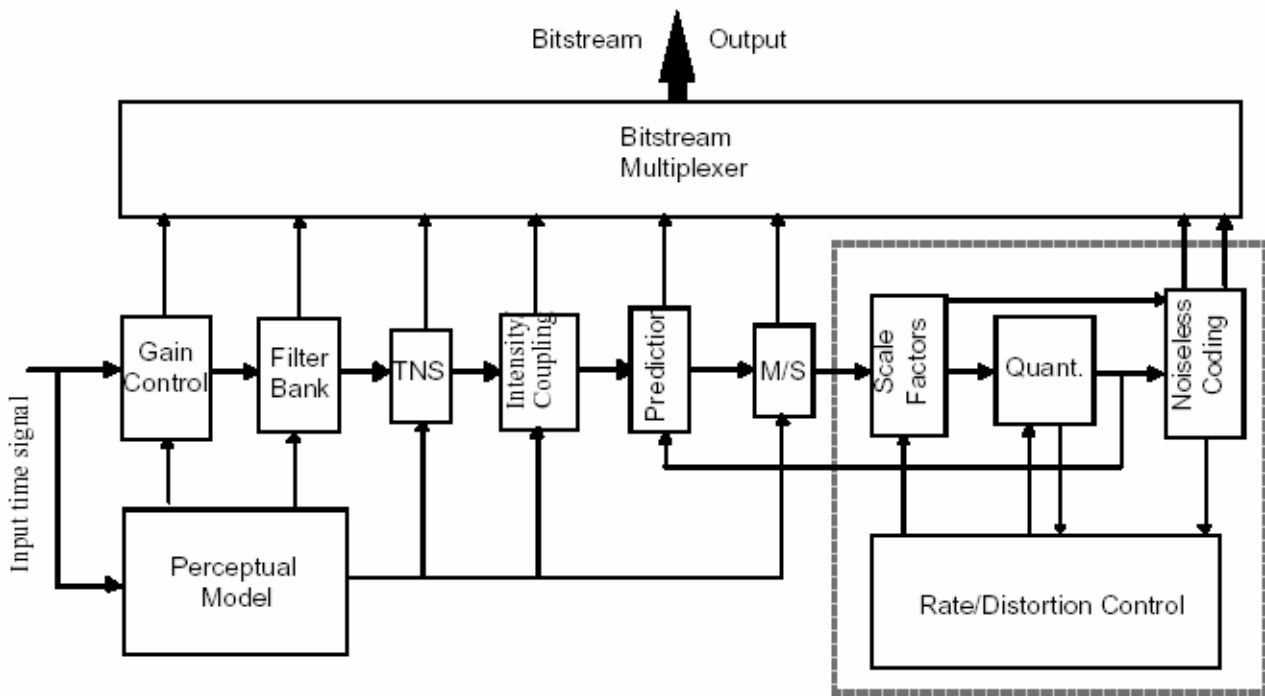 Bitstream Output
Bitstream
Multiplexer
Gain
Control
Filter
Bank
TNS
Intensity/
Coupling
Prediction
M/S
Scale
Factors
Quant.
Noiseless
Coding
Input time signal
Perceptual
Model
Rate/Distortion Control